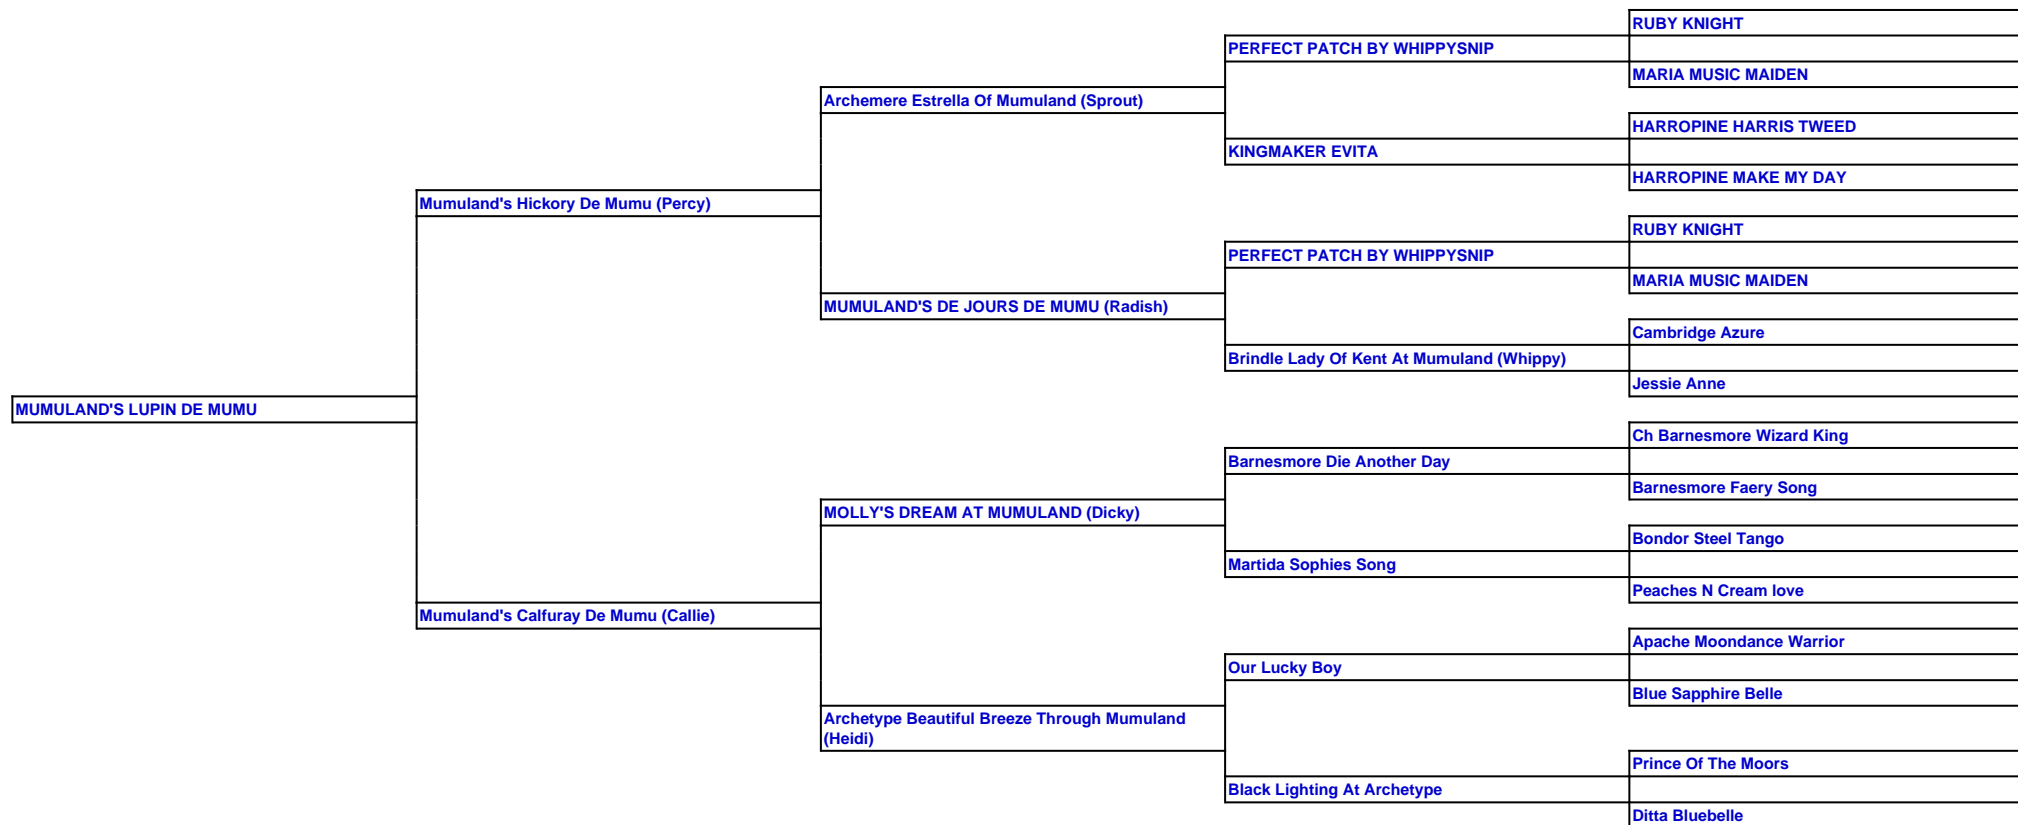 RUBY KNIGHT
PERFECT PATCH BY WHIPPYSNIP
MARIA MUSIC MAIDEN
Archemere Estrella Of Mumuland (Sprout)
HARROPINE HARRIS TWEED
KINGMAKER EVITA
HARROPINE MAKE MY DAY
Mumuland's Hickory De Mumu (Percy)
RUBY KNIGHT
PERFECT PATCH BY WHIPPYSNIP
MARIA MUSIC MAIDEN
MUMULAND'S DE JOURS DE MUMU (Radish)
Cambridge Azure
Brindle Lady Of Kent At Mumuland (Whippy)
Jessie Anne
MUMULAND'S LUPIN DE MUMU
Ch Barnesmore Wizard King
Barnesmore Die Another Day
Barnesmore Faery Song
MOLLY'S DREAM AT MUMULAND (Dicky)
Bondor Steel Tango
Martida Sophies Song
Peaches N Cream love
Mumuland's Calfuray De Mumu (Callie)
Apache Moondance Warrior
Our Lucky Boy
Blue Sapphire Belle
Archetype Beautiful Breeze Through Mumuland
(Heidi)
Prince Of The Moors
Black Lighting At Archetype
Ditta Bluebelle